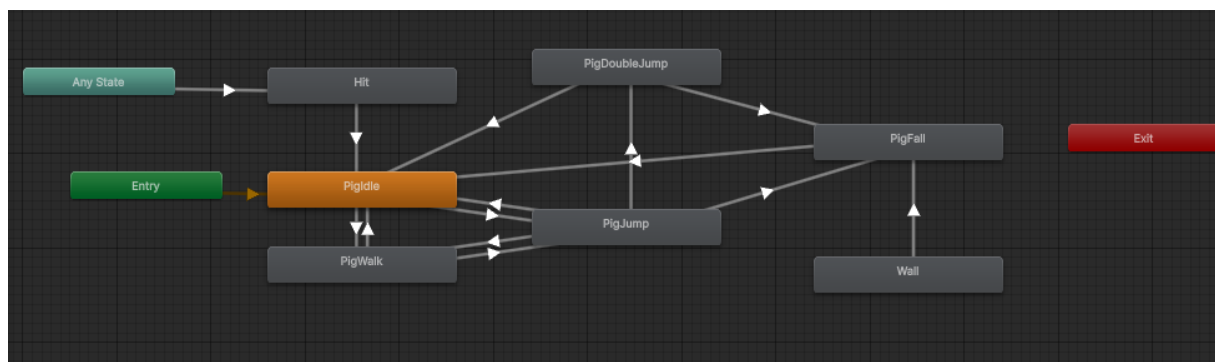 Any State
Hit
PigDoubleJump
PigFall
Exit
Entry
PigIdle
PigJump
PigWalk
Wall